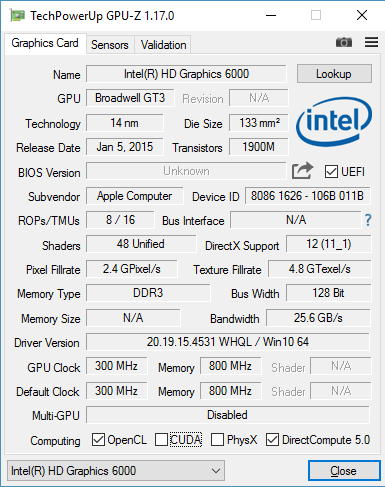 TechPowerUp GPU-Z 1.17.0
Graphics Card Sensors Validation
Name Intel(R) HD Graphics 6000 Lookup
GPU Broadwell GT3 Revision N/A
Technology 14 nm Die Size 133 mm²
Release Date Jan 5, 2015 Transistors 1900M
intel
BIOS Version Unknown UEFI
Subvendor Apple Computer Device ID 8086 1626 - 106B 011B
ROPs/TMUs 8 / 16 Bus Interface N/A ?
Shaders 48 Unified DirectX Support 12 (11_1)
Pixel Fillrate 2.4 GPixel/s Texture Fillrate 4.8 GTexel/s
Memory Type DDR3 Bus Width 128 Bit
Memory Size N/A Bandwidth 25.6 GB/s
Driver Version 20.19.15.4531 WHQL / Win10 64
GPU Clock 300 MHz Memory 800 MHz Shader N/A
Default Clock 300 MHz Memory 800 MHz Shader N/A
Multi-GPU Disabled
Computing OpenCL CUDA PhysX DirectCompute 5.0
Intel(R) HD Graphics 6000 Close